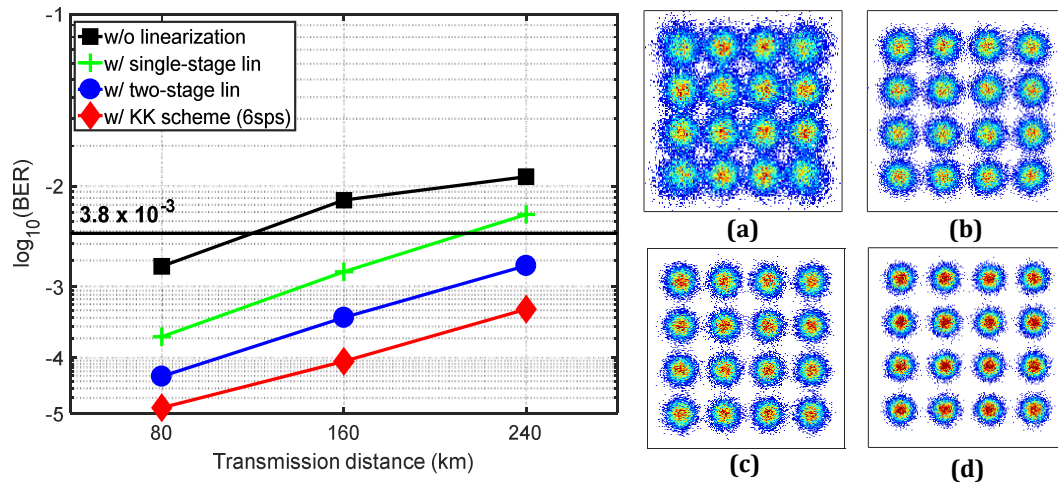 -1
w/o linearization
w/ single-stage lin
w/ two-stage lin
w/ KK scheme (6sps)
-2
3.8 x 10^-3
log10(BER)
-3
-4
-5
80
160
240
Transmission distance (km)
(a)
(b)
(c)
(d)